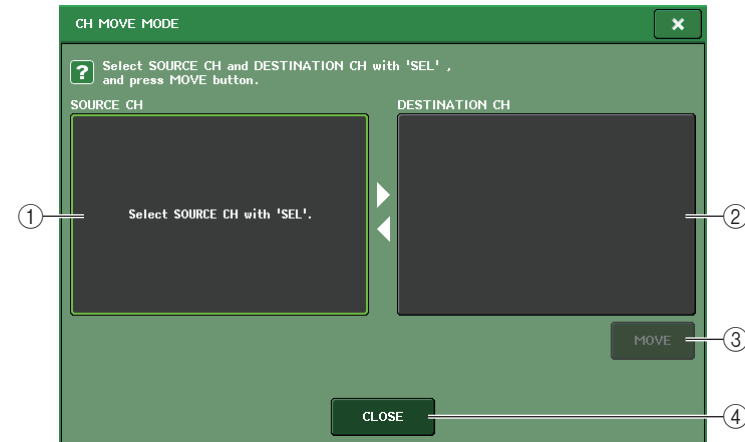 CH MOVE MODE
×
? Select SOURCE CH and DESTINATION CH with 'SEL' ,
and press MOVE button.
SOURCE CH
DESTINATION CH
① Select SOURCE CH with 'SEL'. ②
MOVE ③
CLOSE ④